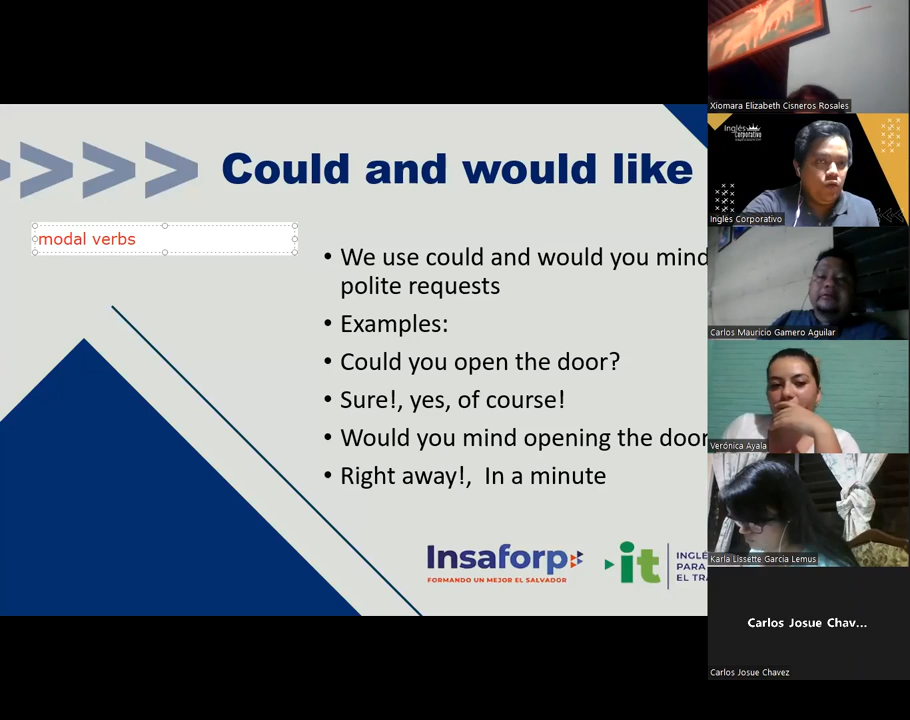 Could and would like
modal verbs
• We use could and would you mind
polite requests
• Examples:
• Could you open the door?
• Sure!, yes, of course!
• Would you mind opening the door
• Right away!, In a minute
Insaforp
FORMANDO UN MEJOR EL SALVADOR
it
INGLÉ
PARA
EL TRA
Xiomara Elizabeth Cisneros Rosales
Inglés
Corporativo
Inglés Corporativo
Carlos Mauricio Gamero Aguilar
Verónica Ayala
Karla Lissette Garcia Lemus
Carlos Josue Chav...
Carlos Josue Chavez